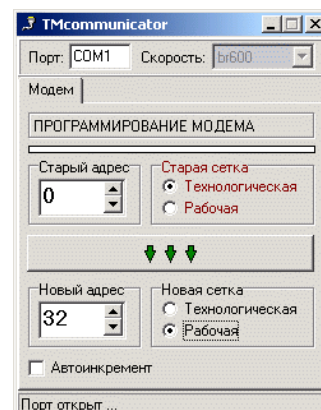 TMcommunicator
Порт: COM1 Скорость: br600
Модем
ПРОГРАММИРОВАНИЕ МОДЕМА
Старый адрес Старая сетка
0 Технологическая
Рабочая
Новый адрес Новая сетка
32 Технологическая
Рабочая
Автоинкремент
Порт открыт ...